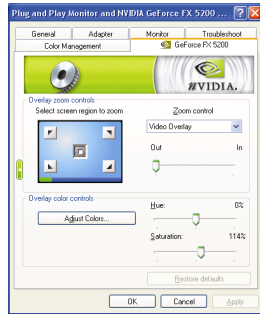 Plug and Play Monitor and NVIDIA GeForce FX 5200 ...
General Adapter Monitor Troubleshoot
Color Management GeForce FX 5200
NVIDIA.
Overlay zoom controls
Select screen region to zoom
Zoom control
Video Overlay
Out In
Overlay color controls
Adjust Colors...
Hue: 0%
Saturation: 114%
Restore defaults
OK Cancel Apply